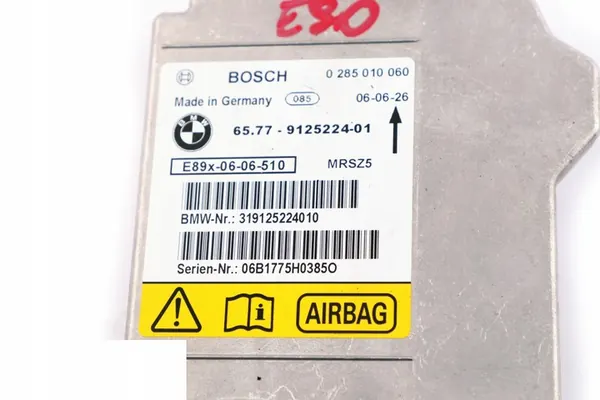 E90
BOSCH 0 285 010 060
Made in Germany 085 06-06-26
BMW 65.77 - 9125224-01
E89x-06-06-510 MRSZ5
BMW-Nr.: 319125224010
Serien-Nr.: 06B1775H0385O
AIRBAG